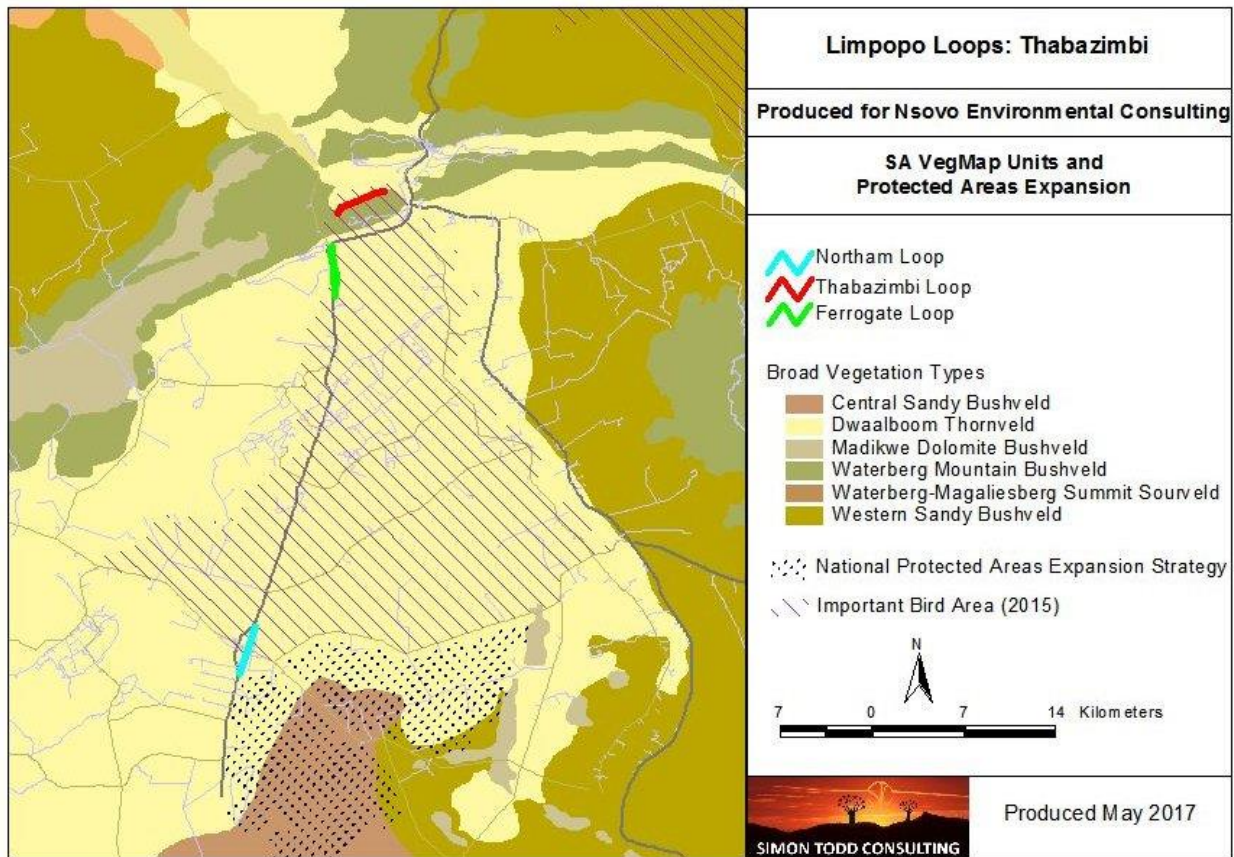 Limpopo Loops: Thabazimbi
Produced for Nsovo Environmental Consulting
SA VegMap Units and
Protected Areas Expansion
Northam Loop
Thabazimbi Loop
Ferrogate Loop
Broad Vegetation Types
Central Sandy Bushveld
Dwaalboom Thornveld
Madikwe Dolomite Bushveld
Waterberg Mountain Bushveld
Waterberg-Magaliesberg Summit Sourveld
Western Sandy Bushveld
National Protected Areas Expansion Strategy
Important Bird Area (2015)
N
7 0 7 14 Kilometers
SIMON TODD CONSULTING
Produced May 2017